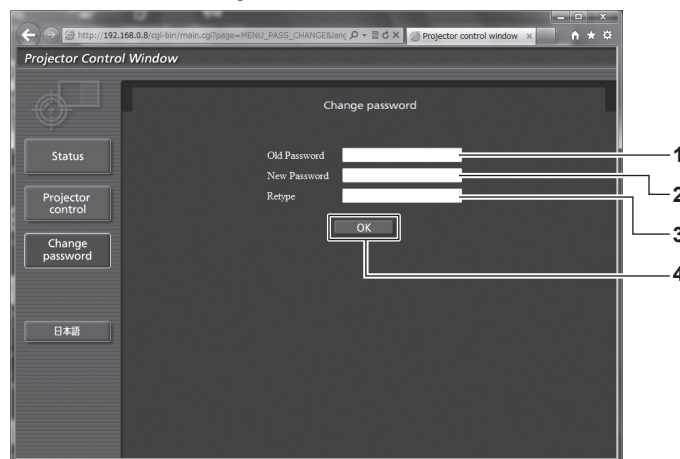 http://192.168.0.8/cgi-bin/main.cgi?page=MENU_PASS_CHANGE&lang
Projector control window
Projector Control Window
Change password
Status
Projector
control
Change
password
日本語
Old Password
New Password
Retype
OK
1
2
3
4